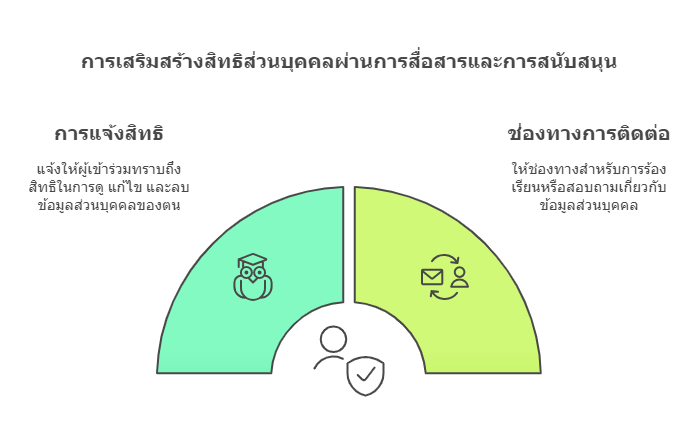 การเสริมสร้างสิทธิส่วนบุคคลผ่านการสื่อสารและการสนับสนุน
การแจ้งสิทธิ
แจ้งให้ผู้เข้าร่วมทราบถึง
สิทธิในการดู แก้ไข และลบ
ข้อมูลส่วนบุคคลของตน
ช่องทางการติดต่อ
ให้ช่องทางสำหรับการร้อง
เรียนหรือสอบถามเกี่ยวกับ
ข้อมูลส่วนบุคคล